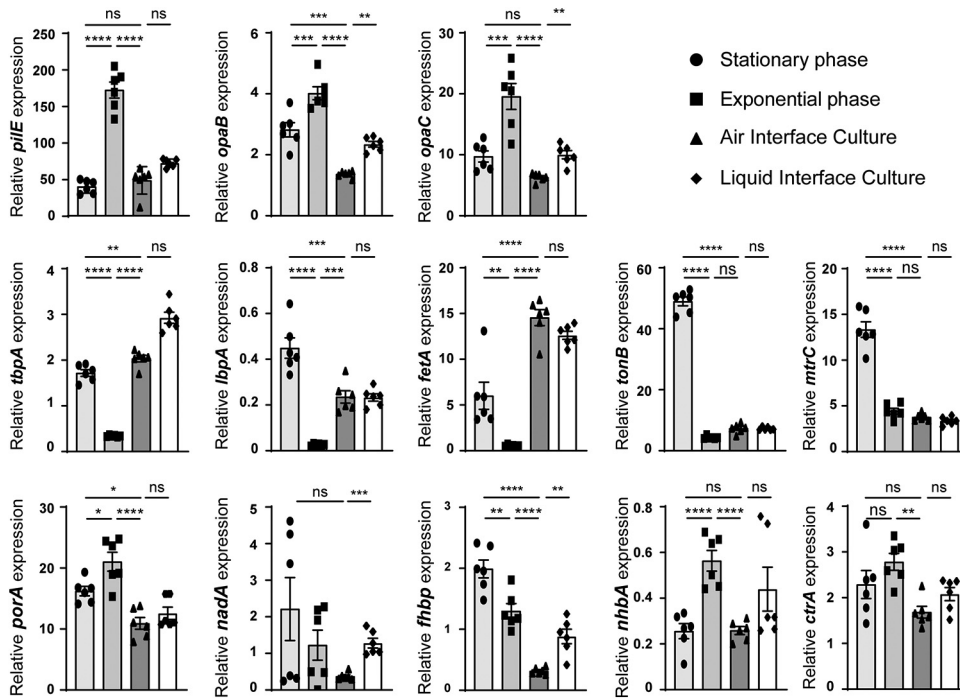 ns
**** **** ns
250
200
150
100
50
0
Relative pilE expression
***
*** **** **
6
4
2
0
Relative opaB expression
ns
*** **** **
30
20
10
0
Relative opaC expression
Stationary phase
Exponential phase
Air Interface Culture
Liquid Interface Culture
** ns
**** ****
4
3
2
1
0
Relative tbpA expression
*** ns
**** ***
0.8
0.6
0.4
0.2
0
Relative lbpA expression
**** ns
** ****
20
15
10
5
0
Relative fetA expression
**** ns
**** ns
60
40
20
0
Relative tonB expression
**** ns
**** ns
20
15
10
5
0
Relative mtrC expression
* ns
* ****
30
20
10
0
Relative porA expression
ns ***
5
4
3
2
1
0
Relative nadA expression
**** **
** ****
3
2
1
0
Relative fhbp expression
ns ns
**** ****
0.8
0.6
0.4
0.2
0
Relative nhbA expression
ns ns
ns **
5
4
3
2
1
0
Relative ctrA expression